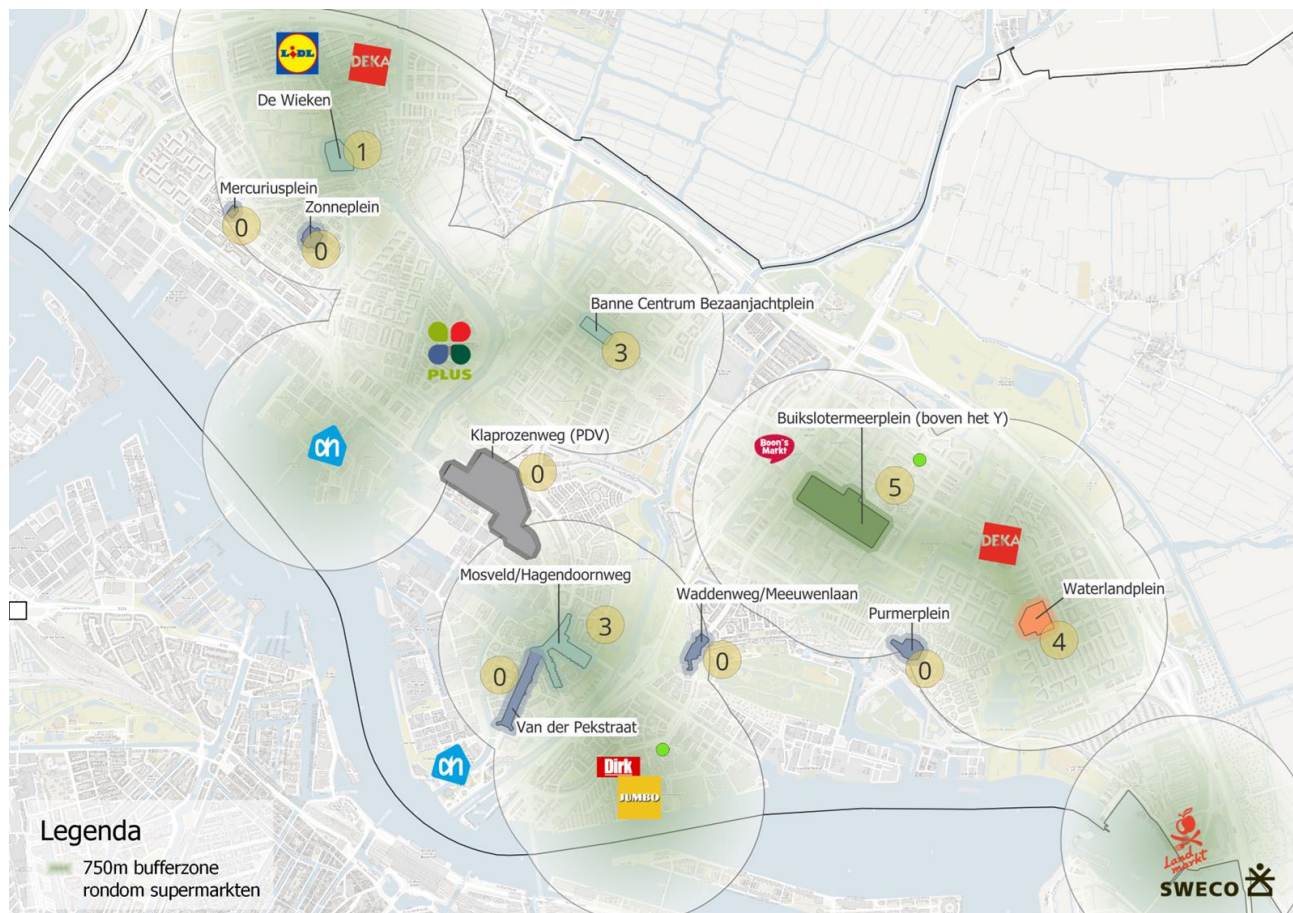 LiDL
DEKA
De Wieken
1
Mercuriusplein
0
Zonneplein
0
Banne Centrum Bezaanjachtplein
3
PLUS
Buikslotermeerplein (boven het Y)
Boon's
Markt
5
Klaprozenweg (PDV)
0
DEKA
Mosveld/Hagendoornweg
3
Waddenweg/Meeuwenlaan
0
Purmerplein
0
Waterlandplein
4
0
Van der Pekstraat
ah
ah
Dirk
JUMBO
Land
markt
SWECO
Legenda
750m bufferzone
rondom supermarkten